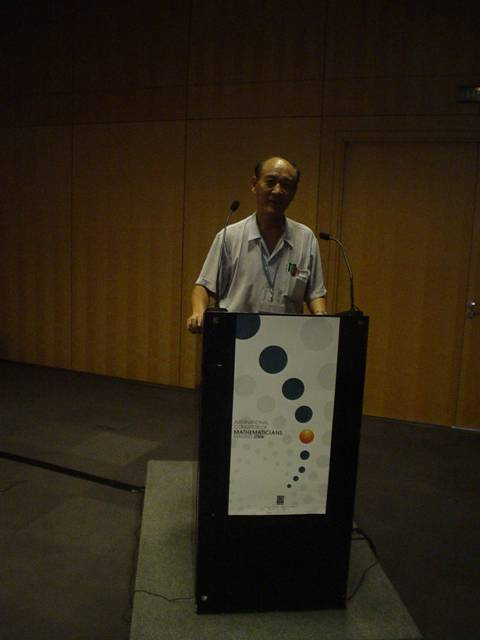 INTERNATIONAL
CONGRESS OF
MATHEMATICIANS
MADRID 2006